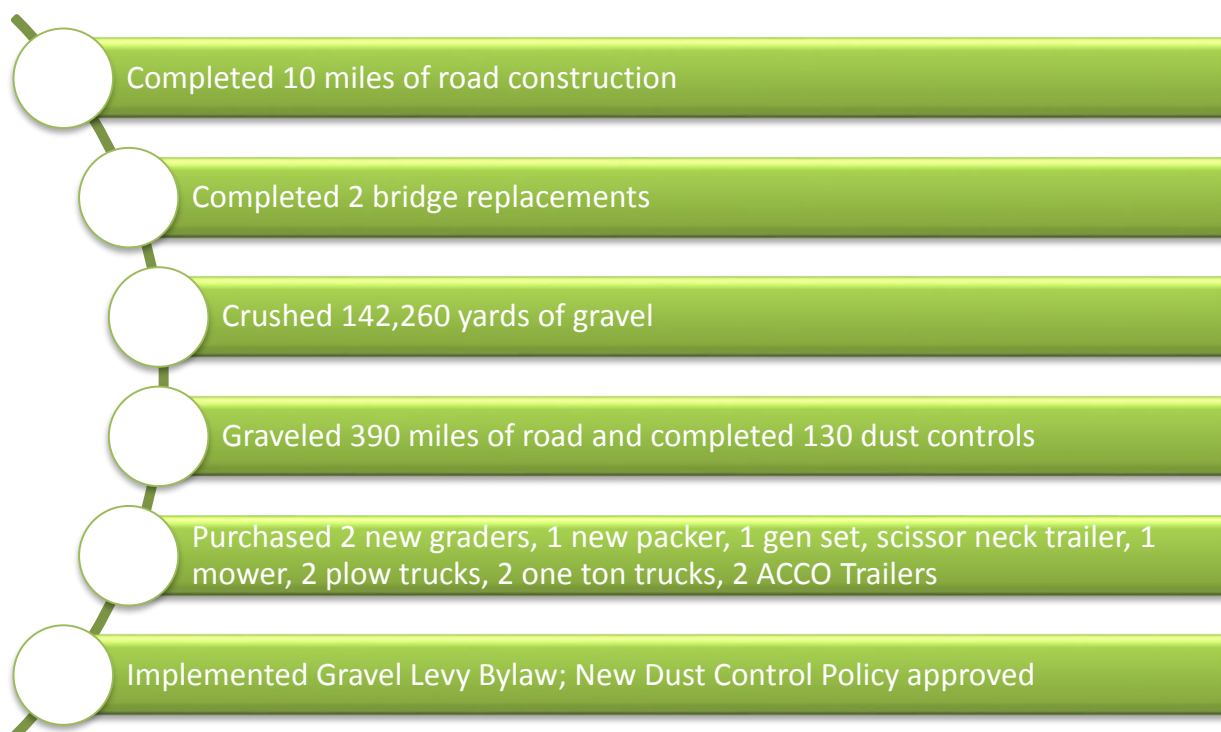 Completed 10 miles of road construction
Completed 2 bridge replacements
Crushed 142,260 yards of gravel
Graveled 390 miles of road and completed 130 dust controls
Purchased 2 new graders, 1 new packer, 1 gen set, scissor neck trailer, 1
mower, 2 plow trucks, 2 one ton trucks, 2 ACCO Trailers
Implemented Gravel Levy Bylaw; New Dust Control Policy approved